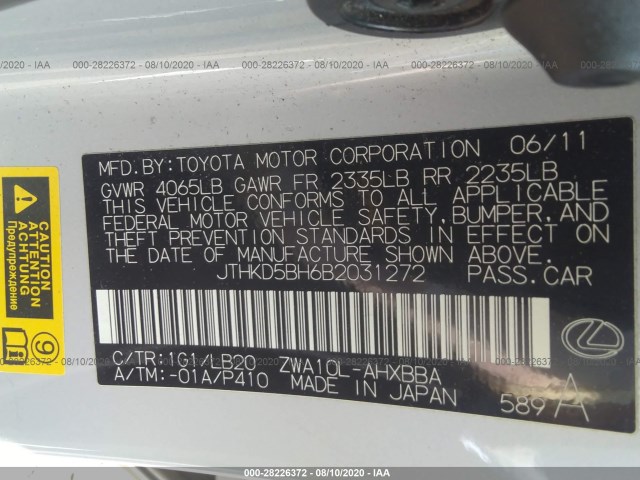 000-28226372 - 08/10/2020 - IAA
MFD.BY:TOYOTA MOTOR CORPORATION 06/11
GVWR 4065LB GAWR FR 2335LB RR 2235LB
THIS VEHICLE CONFORMS TO ALL APPLICABLE
FEDERAL MOTOR VEHICLE SAFETY, BUMPER, AND
THEFT PREVENTION STANDARDS IN EFFECT ON
THE DATE OF MANUFACTURE SHOWN ABOVE.
JTHKD5BH6B2031272 PASS.CAR
C/TR:1G1/LB20 ZWA10L-AHXBBA
A/TM:-01A/P410 MADE IN JAPAN
589 A
CAUTION
ACHTUNG
ATTENTION
9
000-28226372 - 08/10/2020 - IAA